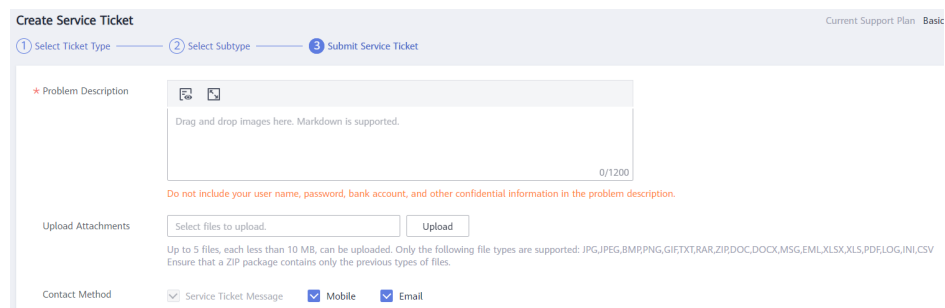 Create Service Ticket
Current Support Plan Basic
1 Select Ticket Type
2 Select Subtype
3 Submit Service Ticket
* Problem Description
Drag and drop images here. Markdown is supported.
0/1200
Do not include your user name, password, bank account, and other confidential information in the problem description.
Upload Attachments
Select files to upload.
Upload
Up to 5 files, each less than 10 MB, can be uploaded. Only the following file types are supported: JPG,JPEG,BMP,PNG,GIF,TXT,RAR,ZIP,DOC,DOCX,MSG,EML,XLSX,XLS,PDF,LOG,INI,CSV
Ensure that a ZIP package contains only the previous types of files.
Contact Method
Service Ticket Message
Mobile
Email